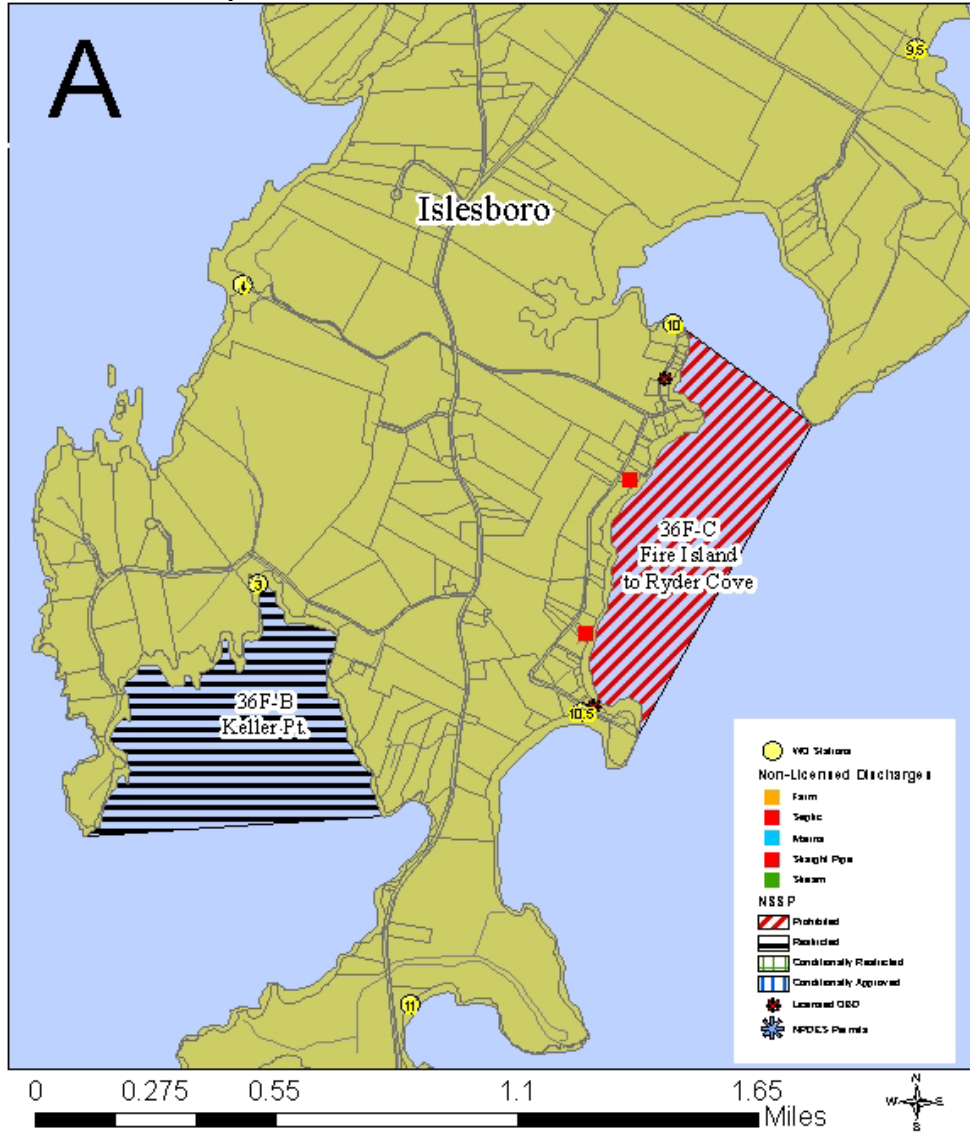 A
9.5
Islesboro
4
10
36F-C
Fire Island
to Ryder Cove
3
36F-B
Keller Pt.
10.5
WQ Stations
Non-Licensed Discharges
Farm
Septic
Marina
Straight Pipe
Stream
NSSP
Prohibited
Restricted
Conditionally Restricted
Conditionally Approved
Licensed OBD
NPDES Permits
11
0 0.275 0.55 1.1 1.65
Miles
N
W E
S